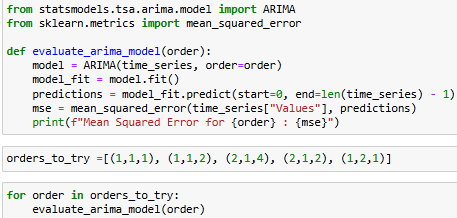 from statsmodels.tsa.arima.model import ARIMA
from sklearn.metrics import mean_squared_error
def evaluate_arima_model(order):
    model = ARIMA(time_series, order=order)
    model_fit = model.fit()
    predictions = model_fit.predict(start=0, end=len(time_series) - 1)
    mse = mean_squared_error(time_series["Values"], predictions)
    print(f"Mean Squared Error for {order} : {mse}")
orders_to_try =[(1,1,1), (1,1,2), (2,1,4), (2,1,2), (1,2,1)]
for order in orders_to_try:
    evaluate_arima_model(order)